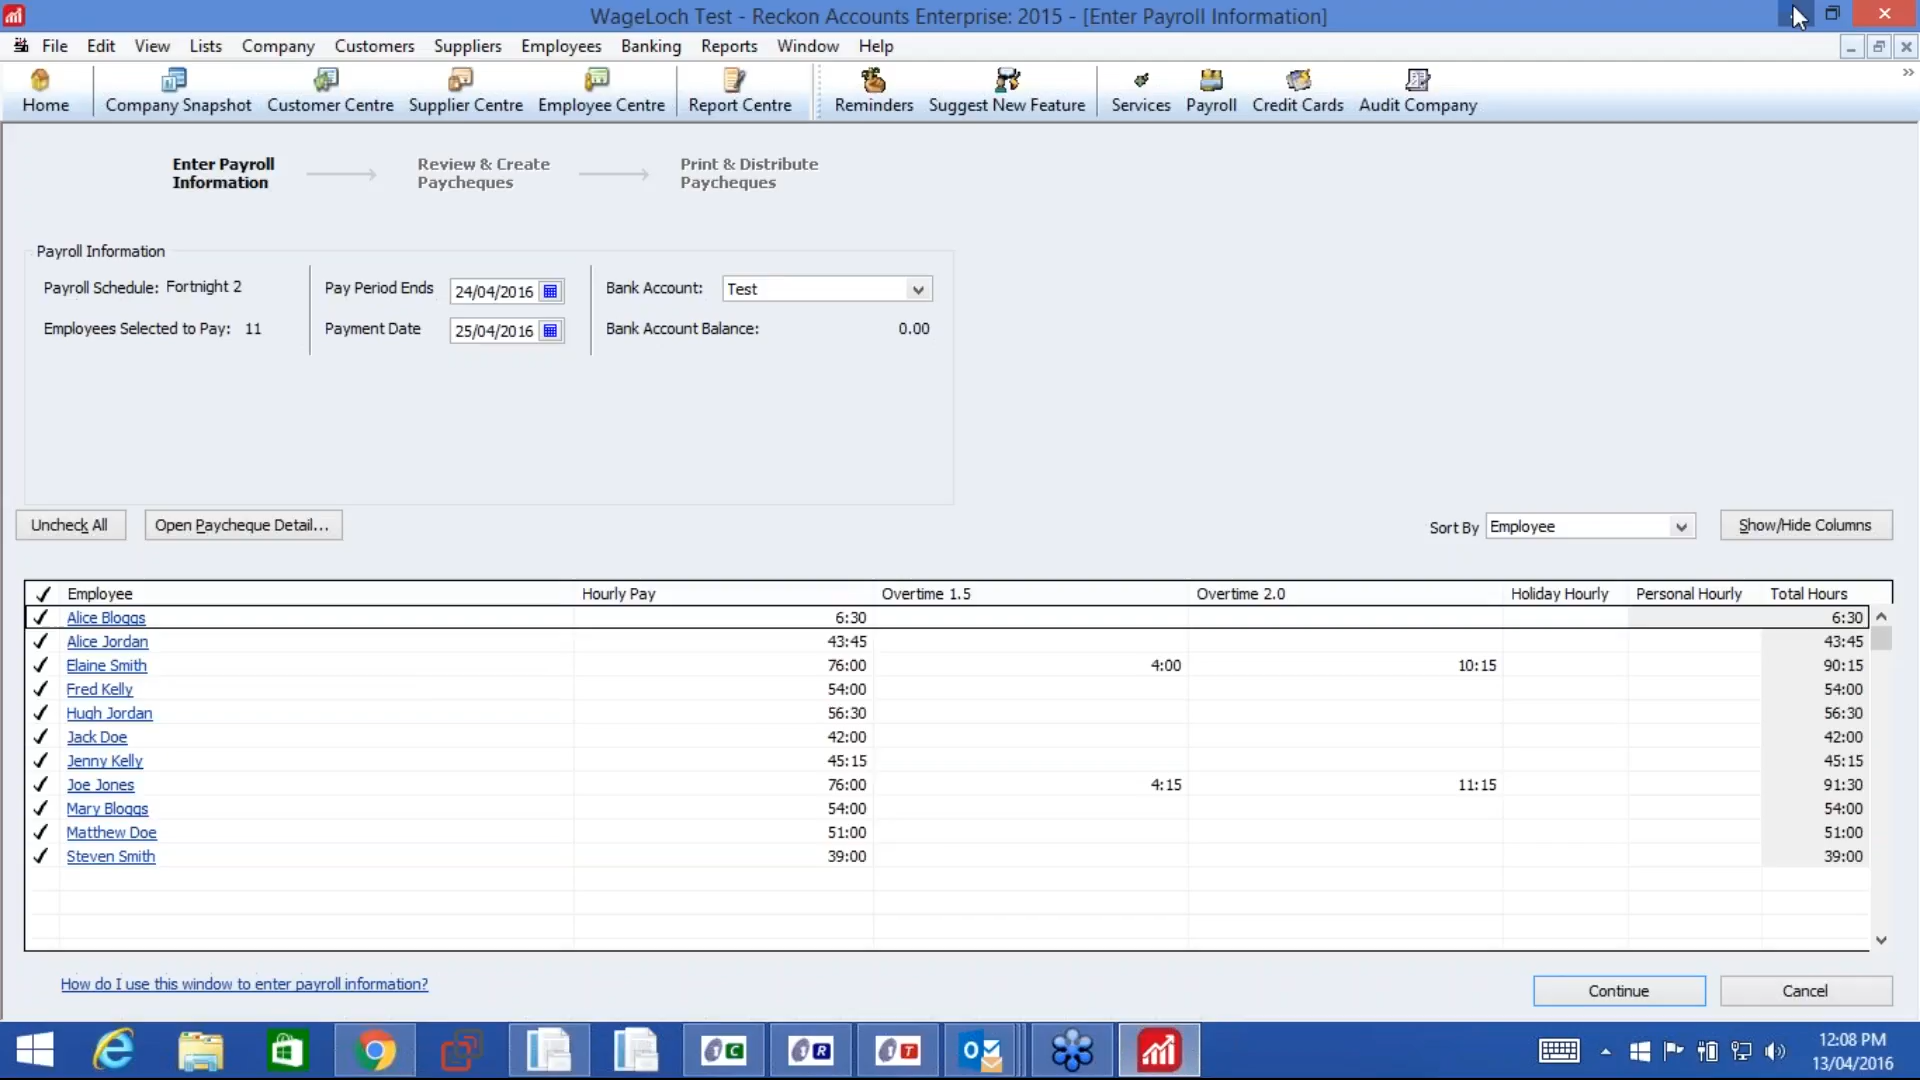 WageLoch Test - Reckon Accounts Enterprise: 2015 - [Enter Payroll Information]
File Edit View Lists Company Customers Suppliers Employees Banking Reports Window Help
Home Company Snapshot Customer Centre Supplier Centre Employee Centre Report Centre Reminders Suggest New Feature Services Payroll Credit Cards Audit Company
Enter Payroll Information
Review & Create Paycheques
Print & Distribute Paycheques
Payroll Information
Payroll Schedule: Fortnight 2 Pay Period Ends 24/04/2016 Bank Account: Test
Employees Selected to Pay: 11 Payment Date 25/04/2016 Bank Account Balance: 0.00
Uncheck All Open Paycheque Detail... Sort By Employee Show/Hide Columns
Employee Hourly Pay Overtime 1.5 Overtime 2.0 Holiday Hourly Personal Hourly Total Hours
Alice Bloggs 6:30 6:30
Alice Jordan 43:45 43:45
Elaine Smith 76:00 4:00 10:15 90:15
Fred Kelly 54:00 54:00
Hugh Jordan 56:30 56:30
Jack Doe 42:00 42:00
Jenny Kelly 45:15 45:15
Joe Jones 76:00 4:15 11:15 91:30
Mary Bloggs 54:00 54:00
Matthew Doe 51:00 51:00
Steven Smith 39:00 39:00
How do I use this window to enter payroll information? Continue Cancel
C R T 12:08 PM
13/04/2016